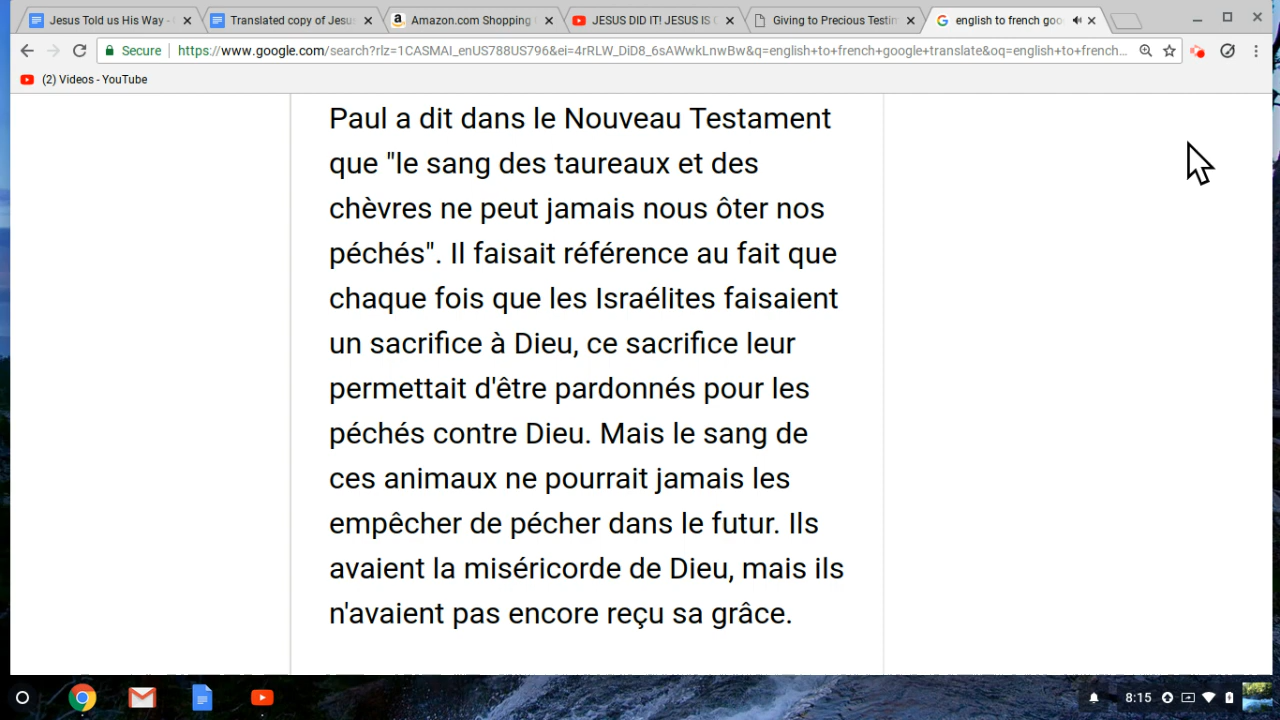 Jesus Told us His Way -
Translated copy of Jesu
Amazon.com Shopping
JESUS DID IT! JESUS IS
Giving to Precious Testin
english to french goo
Secure
https://www.google.com/search?rlz=1CASMAI_enUS788US796&ei=4rRLW_DiD8_6sAWwkLnwBw&q=english+to+french+google+translate&oq=english+to+french...
(2) Videos - YouTube
Paul a dit dans le Nouveau Testament
que "le sang des taureaux et des
chèvres ne peut jamais nous ôter nos
péchés". Il faisait référence au fait que
chaque fois que les Israélites faisaient
un sacrifice à Dieu, ce sacrifice leur
permettait d'être pardonnés pour les
péchés contre Dieu. Mais le sang de
ces animaux ne pourrait jamais les
empêcher de pécher dans le futur. Ils
avaient la miséricorde de Dieu, mais ils
n'avaient pas encore reçu sa grâce.
8:15